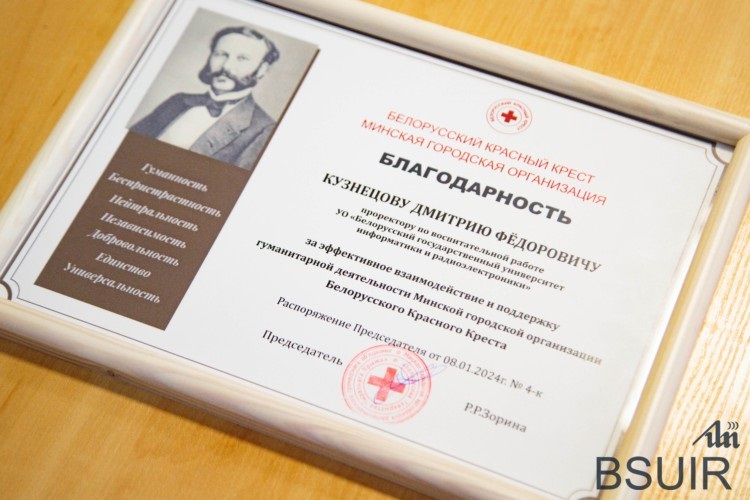 Гуманность
Беспристрастность
Нейтральность
Независимость
Добровольность
Единство
Универсальность
БЕЛОРУССКИЙ КРАСНЫЙ КРЕСТ
МИНСКАЯ ГОРОДСКАЯ ОРГАНИЗАЦИЯ
БЛАГОДАРНОСТЬ
КУЗНЕЦОВУ ДМИТРИЮ ФЁДОРОВИЧУ
проректору по воспитательной работе
УО «Белорусский государственный университет
информатики и радиоэлектроники»
за эффективное взаимодействие и поддержку
гуманитарной деятельности Минской городской организации
Белорусского Красного Креста
Распоряжение Председателя от 08.01.2024г. № 4-к
Председатель
Р.Р.Зорина
BSUIR